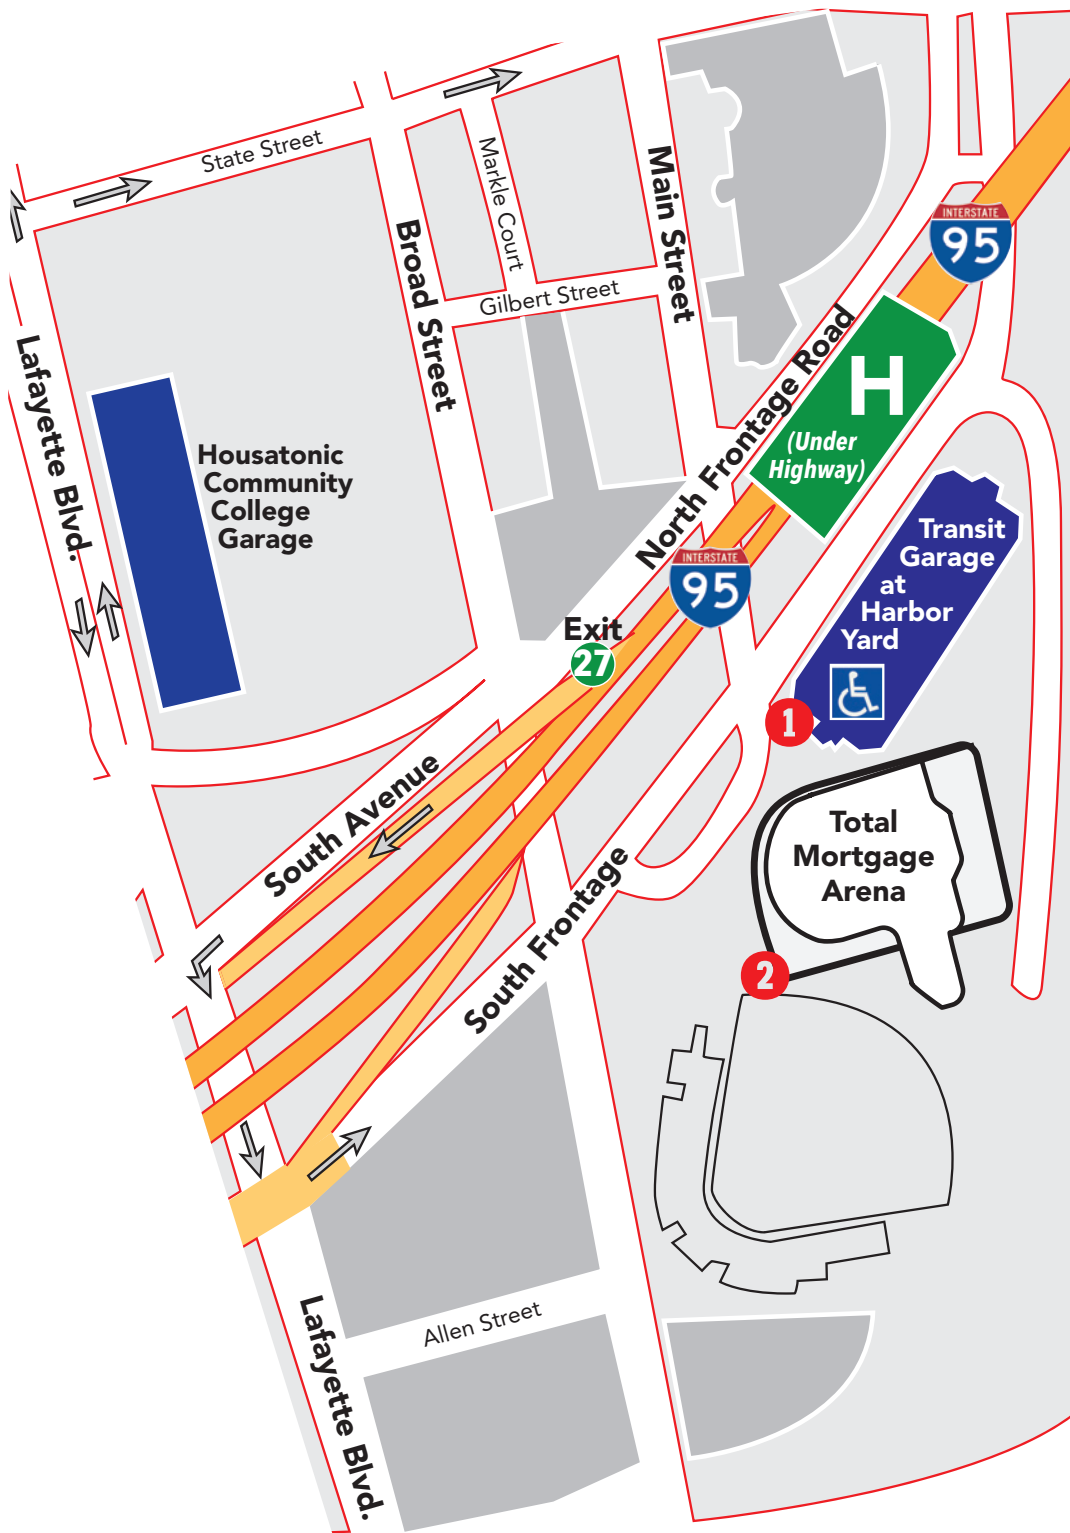 State Street
Markle Court
Main Street
Broad Street
Gilbert Street
INTERSTATE
95
Lafayette Blvd.
North Frontage Road
H
(Under
Highway)
Housatonic
Community
College
Garage
Transit
Garage
at
Harbor
Yard
INTERSTATE
95
Exit
27
1
South Avenue
Total
Mortgage
Arena
South Frontage
2
Allen Street
Lafayette Blvd.